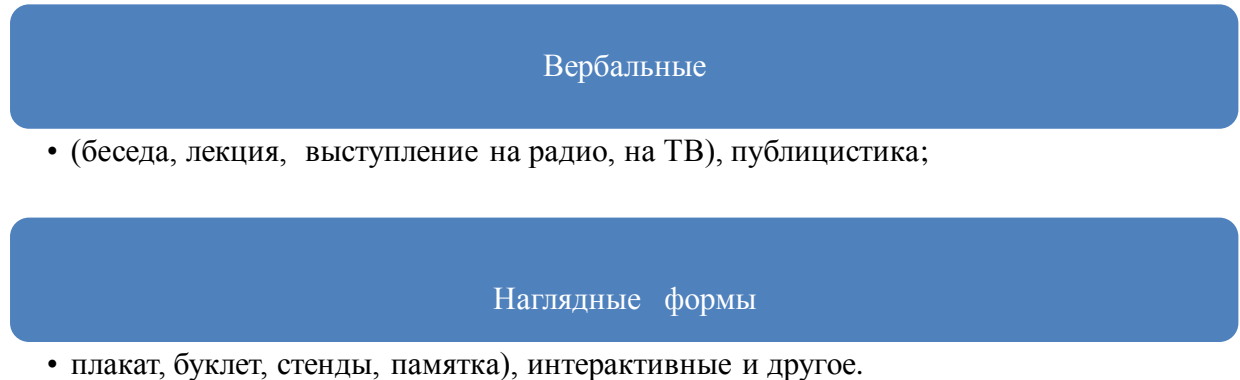 Вербальные
• (беседа, лекция, выступление на радио, на ТВ), публицистика;
Наглядные формы
• плакат, буклет, стенды, памятка), интерактивные и другое.